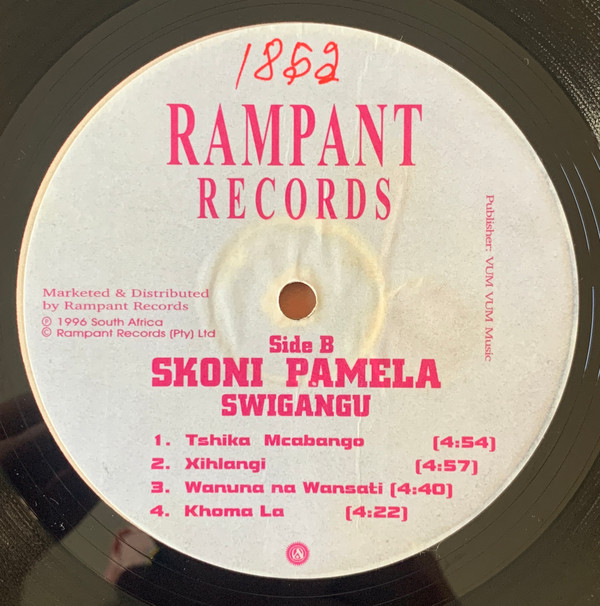 1862
RAMPANT
RECORDS
Publisher: VUM VUM Music
Marketed & Distributed
by Rampant Records
℗ 1996 South Africa
© Rampant Records (Pty) Ltd
Side B
SKONI PAMELA
SWIGANGU
1. Tshika Mcabango (4:54)
2. Xihlangi (4:57)
3. Wanuna na Wansati (4:40)
4. Khoma La (4:22)